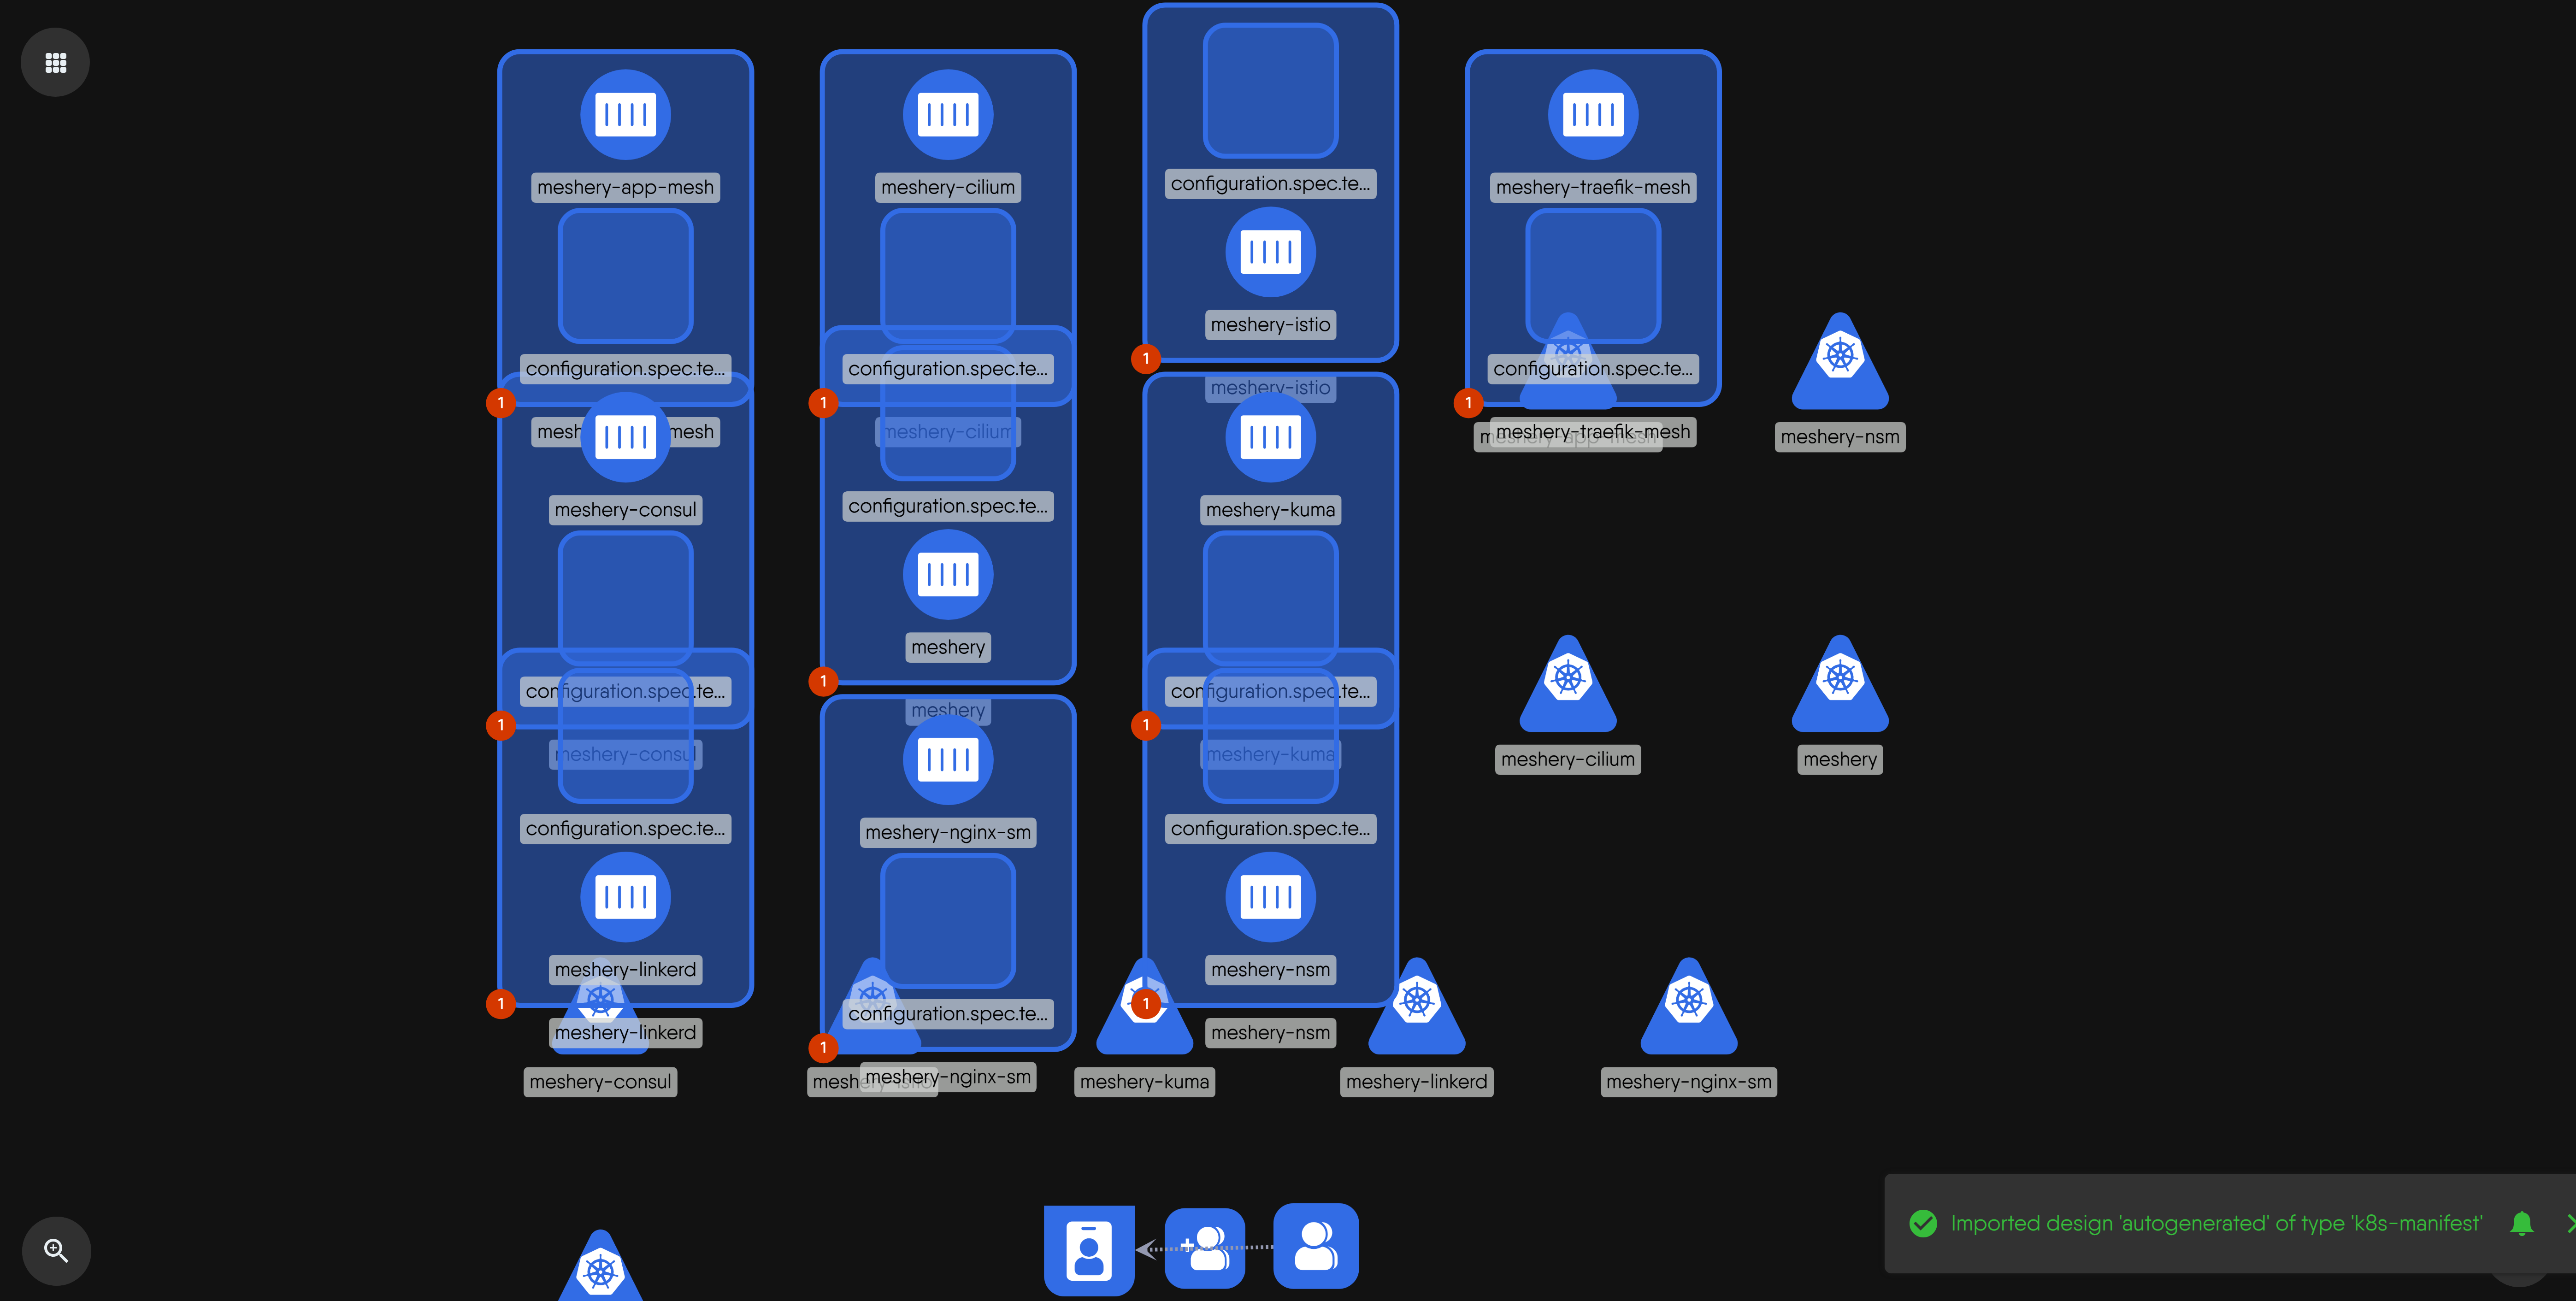 meshery-app-mesh
meshery-cilium
configuration.spec.te...
meshery-traefik-mesh
meshery-istio
configuration.spec.te...
1
configuration.spec.te...
1
1
configuration.spec.te...
1
meshery-istio
mesh
meshery-cilium
meshery-traefik-mesh
meshery-nsm
meshery-consul
configuration.spec.te...
meshery-kuma
meshery
1
configuration.spec.te...
1
configuration.spec.te...
1
meshery
meshery-consul
meshery-kuma
meshery-cilium
meshery
configuration.spec.te...
meshery-nginx-sm
configuration.spec.te...
meshery-linkerd
meshery-nsm
1
configuration.spec.te...
1
meshery-linkerd
1
meshery-nsm
meshery-consul
meshery-nginx-sm
meshery-kuma
meshery-linkerd
meshery-nginx-sm
Imported design 'autogenerated' of type 'k8s-manifest'